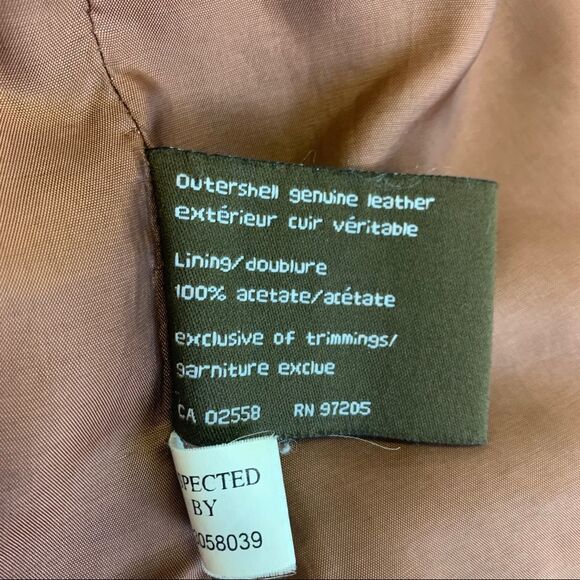 Outershell genuine leather
extérieur cuir véritable
Lining/doublure
100% acetate/acétate
exclusive of trimmings/
garniture exclue
CA 02558 RN 97205
PECTED
BY
058039